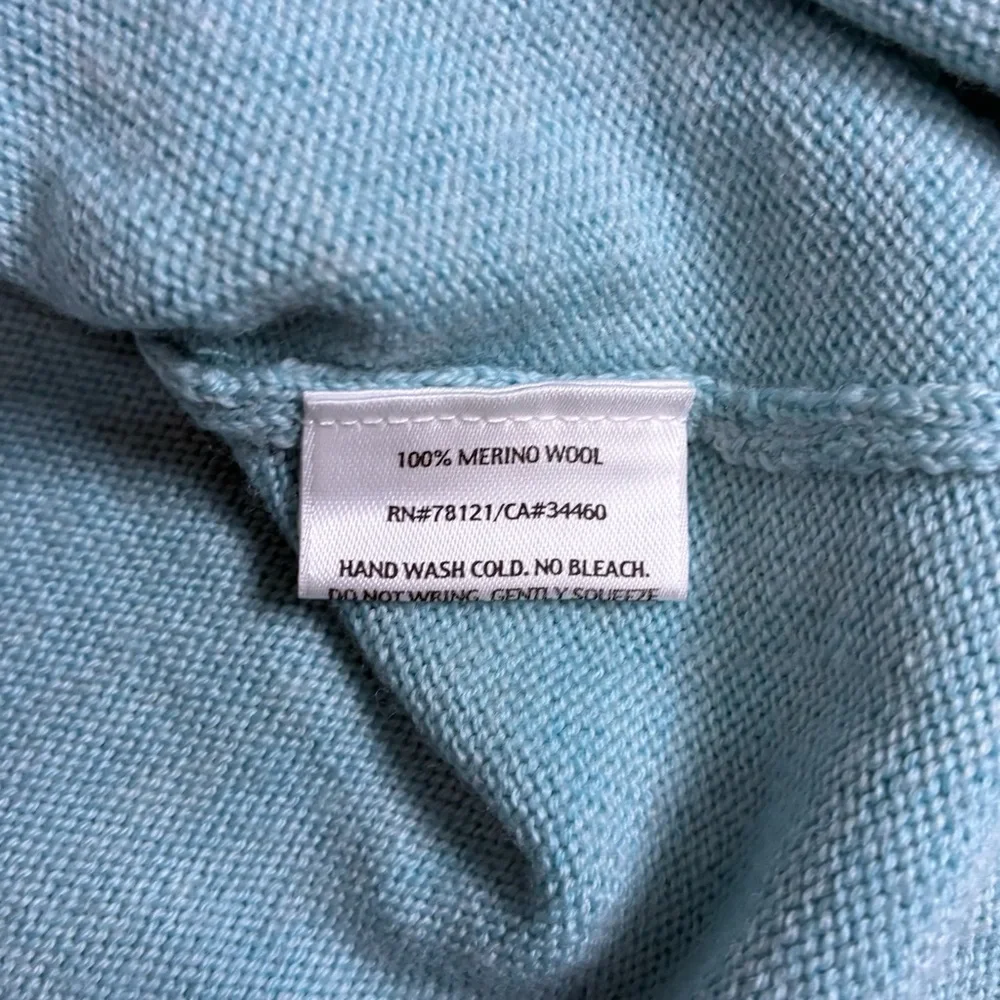 100% MERINO WOOL
RN#78121/CA#34460
HAND WASH COLD. NO BLEACH.
DO NOT WRING. GENTLY SQUEEZE